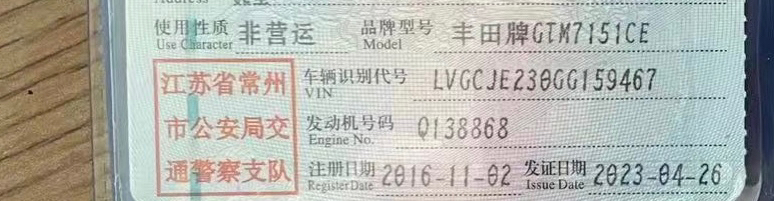 Address
使用性质 非营运 品牌型号 丰田牌GTM7151CE
Use Character Model
江苏省常州 车辆识别代号 LVGCJE230GG159467
VIN
市公安局交 发动机号码 Q138868
Engine No.
通警察支队 注册日期 2016-11-02 发证日期 2023-04-26
Register Date Issue Date